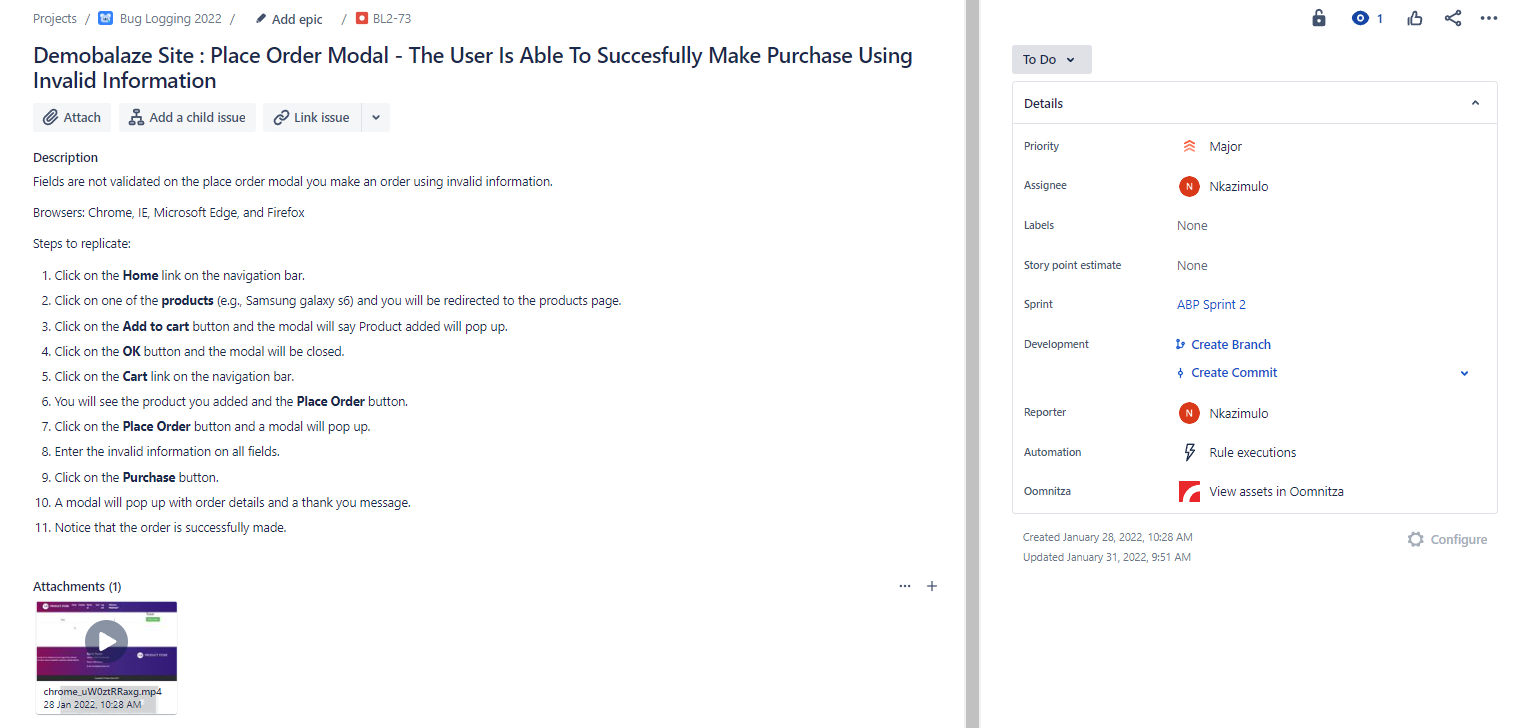 Projects / Bug Logging 2022 / Add epic / BL2-73
1
Demobalaze Site : Place Order Modal - The User Is Able To Succesfully Make Purchase Using
Invalid Information
Attach Add a child issue Link issue
Description
Fields are not validated on the place order modal you make an order using invalid information.
Browsers: Chrome, IE, Microsoft Edge, and Firefox
Steps to replicate:
1. Click on the Home link on the navigation bar.
2. Click on one of the products (e.g., Samsung galaxy s6) and you will be redirected to the products page.
3. Click on the Add to cart button and the modal will say Product added will pop up.
4. Click on the OK button and the modal will be closed.
5. Click on the Cart link on the navigation bar.
6. You will see the product you added and the Place Order button.
7. Click on the Place Order button and a modal will pop up.
8. Enter the invalid information on all fields.
9. Click on the Purchase button.
10. A modal will pop up with order details and a thank you message.
11. Notice that the order is successfully made.
Attachments (1)
PRODUCT STORE
PRODUCT STORE
chrome_uW0ztRRaxg.mp4
28 Jan 2022, 10:28 AM
To Do
Details
Priority Major
Assignee N Nkazimulo
Labels None
Story point estimate None
Sprint ABP Sprint 2
Development Create Branch
Create Commit
Reporter N Nkazimulo
Automation Rule executions
Oomnitza View assets in Oomnitza
Created January 28, 2022, 10:28 AM
Configure
Updated January 31, 2022, 9:51 AM